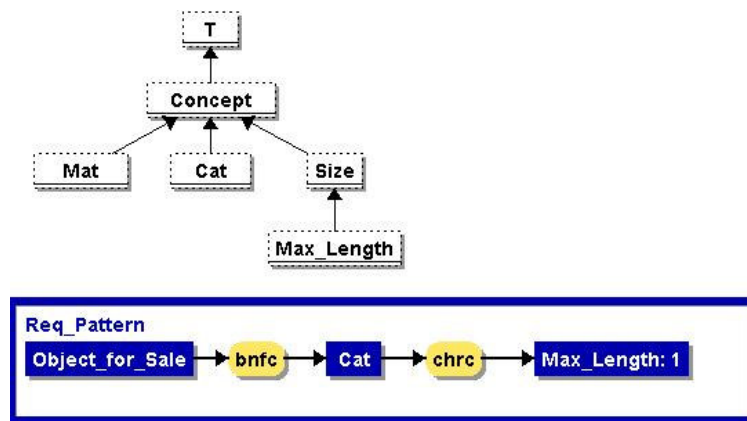 T
Concept
Mat Cat Size
Max_Length
Req_Pattern
Object_for_Sale bnfc Cat chrc Max_Length: 1